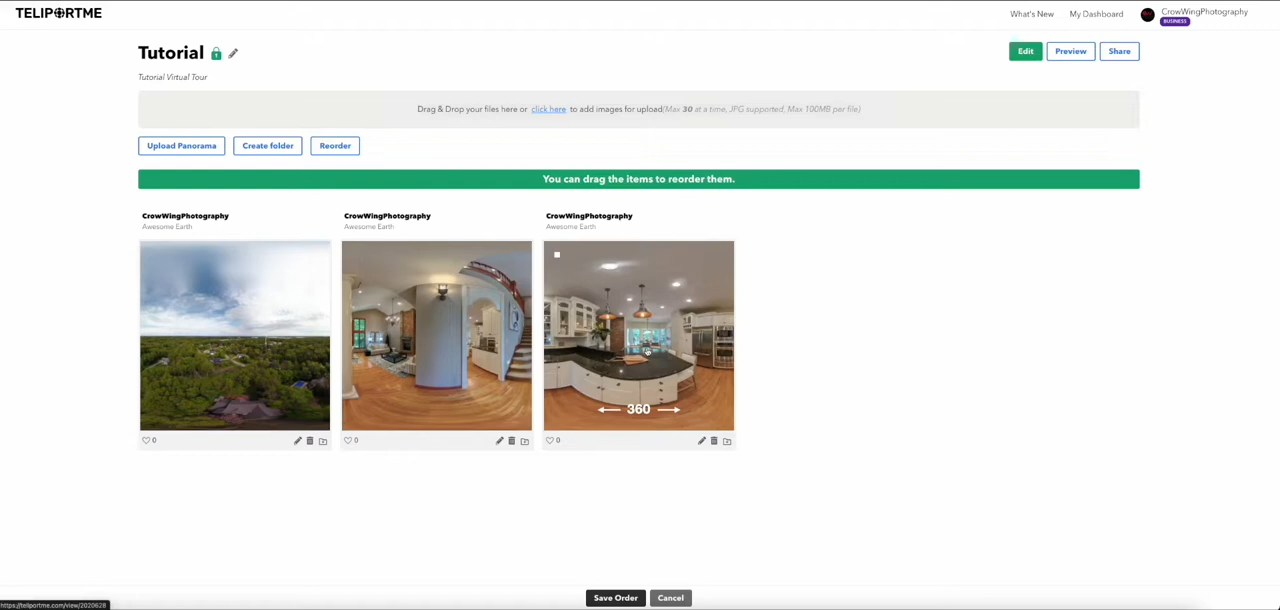 TELIPORTME
What's New
My Dashboard
CrowWingPhotography
BUSINESS
Tutorial
Edit
Preview
Share
Tutorial Virtual Tour
Drag & Drop your files here or click here to add images for upload(Max 30 at a time, JPG supported, Max 100MB per file)
Upload Panorama
Create folder
Reorder
You can drag the items to reorder them.
CrowWingPhotography
Awesome Earth
CrowWingPhotography
Awesome Earth
CrowWingPhotography
Awesome Earth
360
0
0
0
Save Order
Cancel
https://teliportme.com/view/2020628